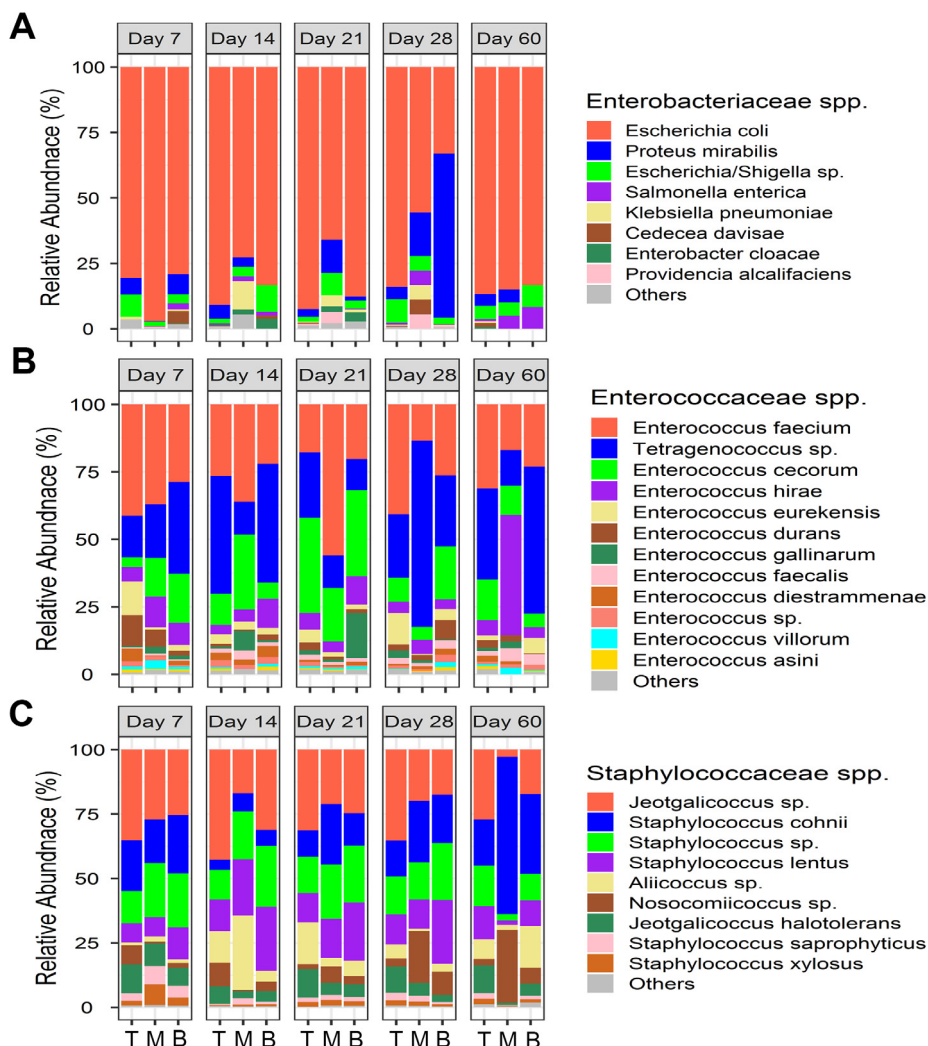 A
Day 7 Day 14 Day 21 Day 28 Day 60
Relative Abundnace (%)
100
75
50
25
0
Enterobacteriaceae spp.
Escherichia coli
Proteus mirabilis
Escherichia/Shigella sp.
Salmonella enterica
Klebsiella pneumoniae
Cedecea davisae
Enterobacter cloacae
Providencia alcalifaciens
Others
B
Day 7 Day 14 Day 21 Day 28 Day 60
Relative Abundnace (%)
100
75
50
25
0
Enterococcaceae spp.
Enterococcus faecium
Tetragenococcus sp.
Enterococcus cecorum
Enterococcus hirae
Enterococcus eurekensis
Enterococcus durans
Enterococcus gallinarum
Enterococcus faecalis
Enterococcus diestrammenae
Enterococcus sp.
Enterococcus villorum
Enterococcus asini
Others
C
Day 7 Day 14 Day 21 Day 28 Day 60
Relative Abundnace (%)
100
75
50
25
0
T M B T M B T M B T M B T M B
Staphylococcaceae spp.
Jeotgalicoccus sp.
Staphylococcus cohnii
Staphylococcus sp.
Staphylococcus lentus
Aliicoccus sp.
Nosocomiicoccus sp.
Jeotgalicoccus halotolerans
Staphylococcus saprophyticus
Staphylococcus xylosus
Others